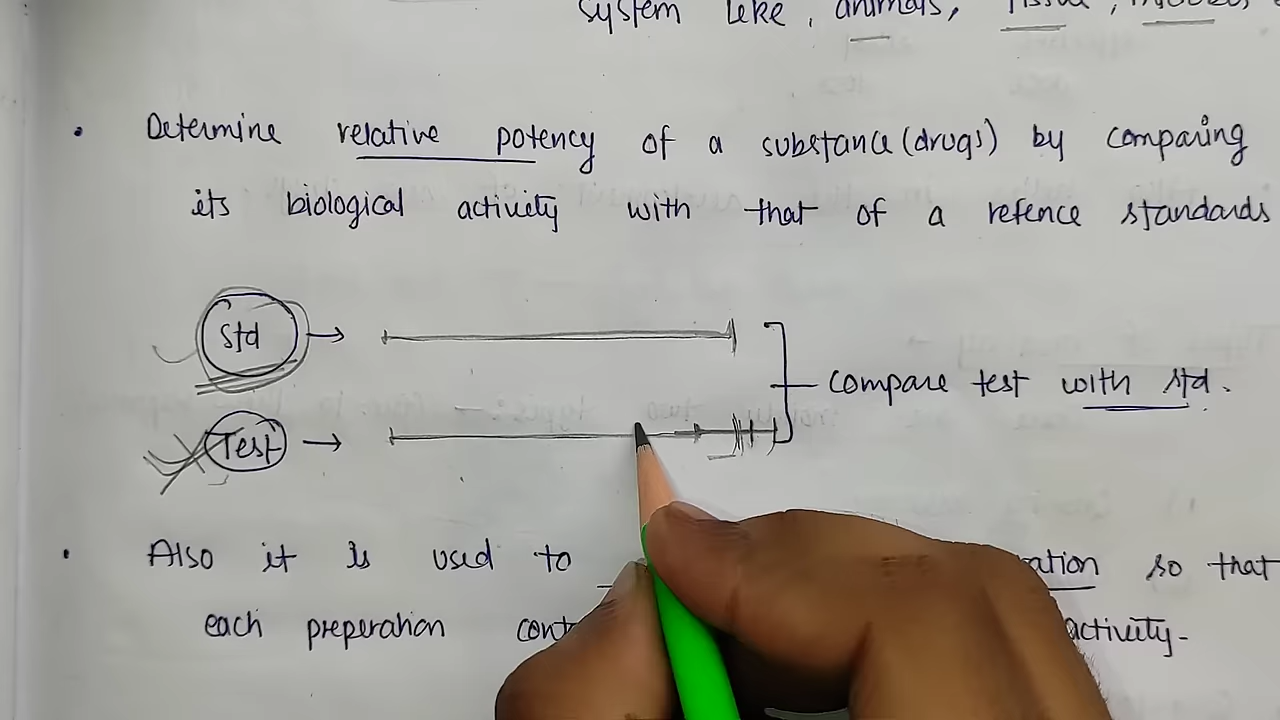 system like, animals, tissue,
• Determine relative potency of a substance (drugs) by comparing
its biological activity with that of a refence standards
Std →
compare test with std.
Test →
• Also it is used to ation so that
each preperation cont activity.